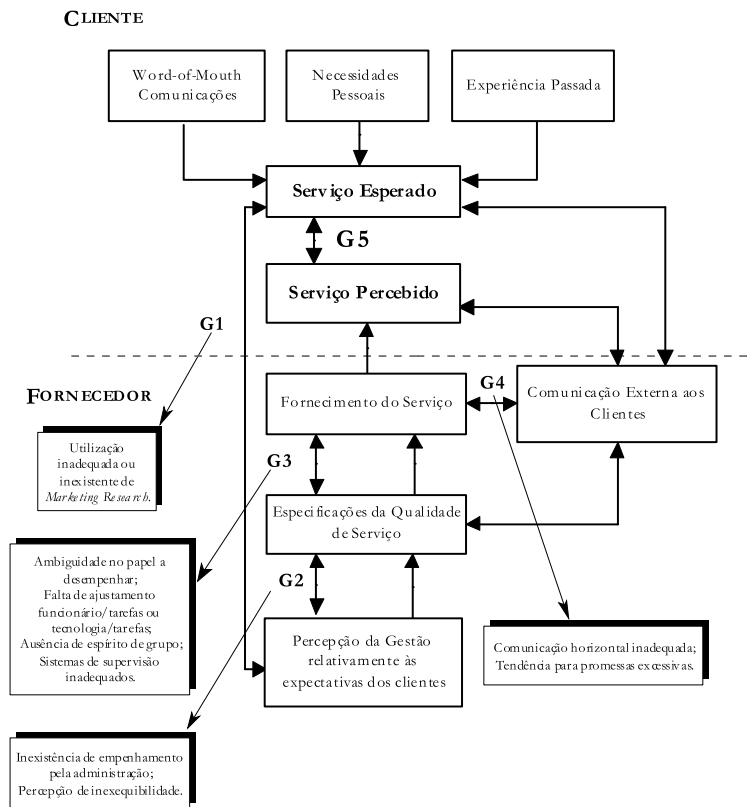 CLIENTE
Word-of-Mouth
Comunicações
Necessidades
Pessoais
Experiência Passada
Serviço Esperado
G5
Serviço Percebido
G1
FORNECEDOR
Fornecimento do Serviço
G4
Comunicação Externa aos
Clientes
Utilização
inadequada ou
inexistente de
Marketing Research.
G3
Especificações da Qualidade
de Serviço
Ambiguidade no papel a
desempenhar;
Falta de ajustamento
funcionário/tarefas ou
tecnologia/tarefas;
Ausência de espírito de grupo;
Sistemas de supervisão
inadequados.
G2
Percepção da Gestão
relativamente às
expectativas dos clientes
Comunicação horizontal inadequada;
Tendência para promessas excessivas.
Inexistência de empenhamento
pela administração;
Percepção de inexequibilidade.